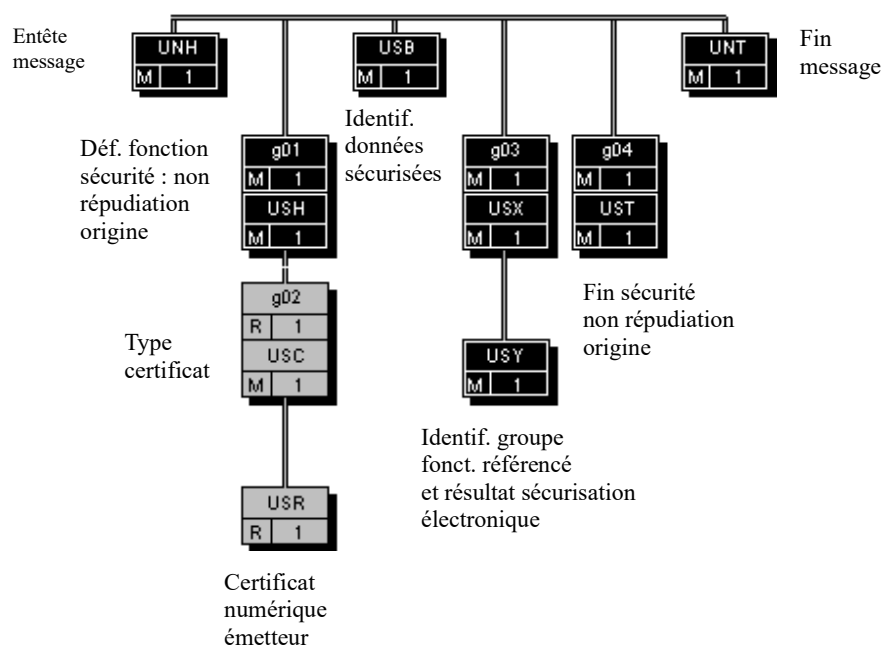 Entête
message
UNH
M 1
USB
M 1
UNT
M 1
Fin
message
Identif.
données
sécurisées
Déf. fonction
sécurité : non
répudiation
origine
g01
M 1
USH
M 1
g03
M 1
USX
M 1
g04
M 1
UST
M 1
Type
certificat
g02
R 1
USC
M 1
USY
M 1
Fin sécurité
non répudiation
origine
Identif. groupe
fonct. référencé
et résultat sécurisation
électronique
USR
R 1
Certificat
numérique
émetteur